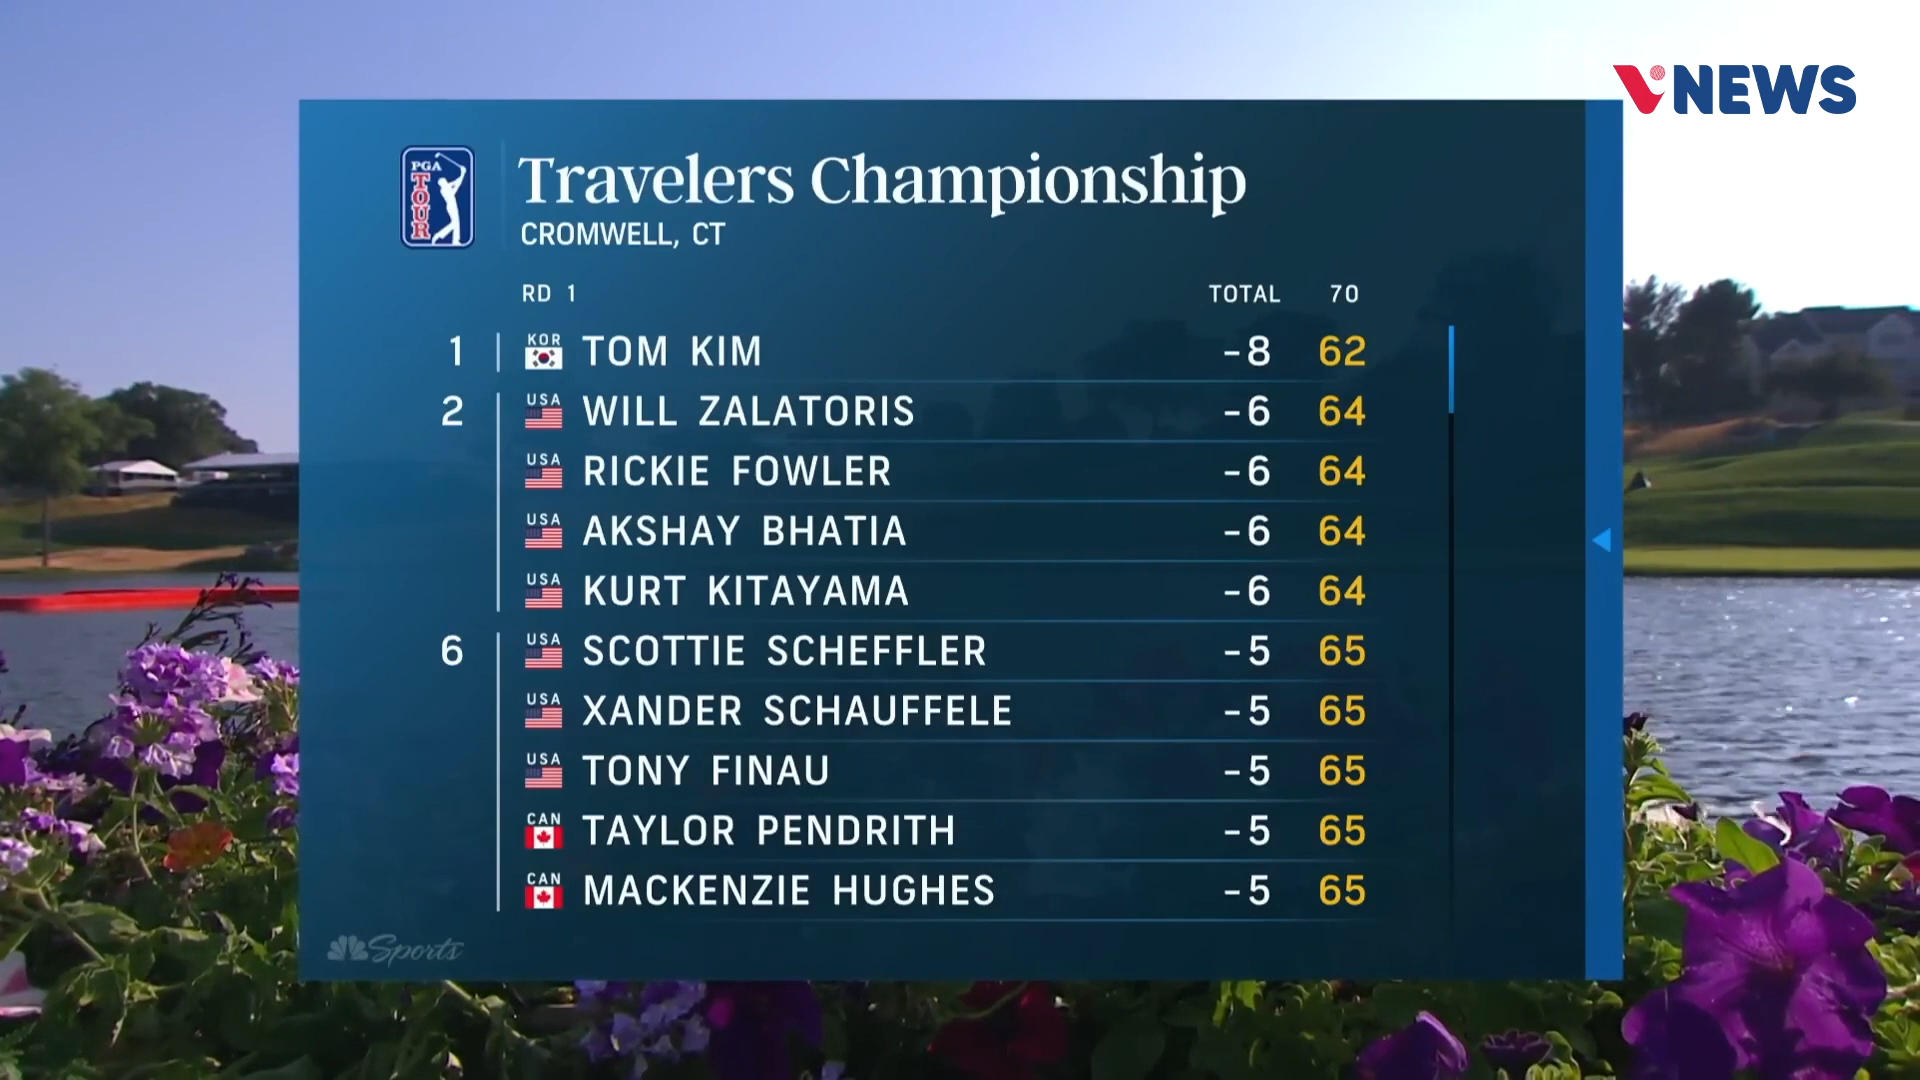 VNEWS
PGA TOUR
Travelers Championship
CROMWELL, CT
RD 1 TOTAL 70
1 KOR TOM KIM -8 62
2 USA WILL ZALATORIS -6 64
USA RICKIE FOWLER -6 64
USA AKSHAY BHATIA -6 64
USA KURT KITAYAMA -6 64
6 USA SCOTTIE SCHEFFLER -5 65
USA XANDER SCHAUFFELE -5 65
USA TONY FINAU -5 65
CAN TAYLOR PENDRITH -5 65
CAN MACKENZIE HUGHES -5 65
Sports